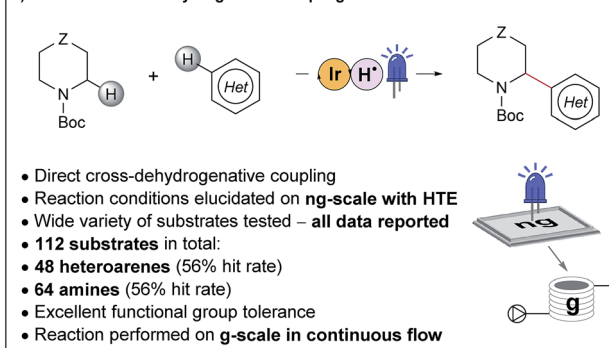 Z
Z
H
H
N
Boc
+
Het
Ir H•
N
Boc
Het
• Direct cross-dehydrogenative coupling
• Reaction conditions elucidated on ng-scale with HTE
• Wide variety of substrates tested – all data reported
• 112 substrates in total:
• 48 heteroarenes (56% hit rate)
• 64 amines (56% hit rate)
• Excellent functional group tolerance
• Reaction performed on g-scale in continuous flow
ng
g